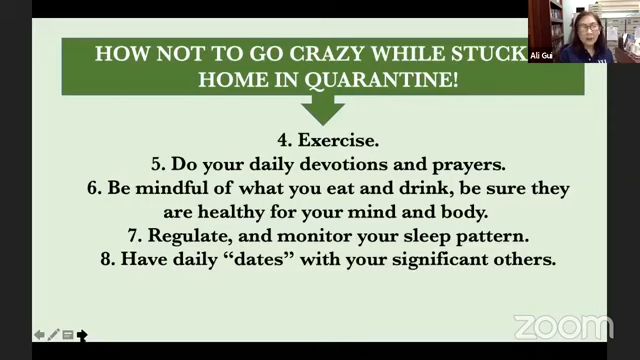 HOW NOT TO GO CRAZY WHILE STUCK
HOME IN QUARANTINE!
4. Exercise.
5. Do your daily devotions and prayers.
6. Be mindful of what you eat and drink, be sure they
are healthy for your mind and body.
7. Regulate, and monitor your sleep pattern.
8. Have daily “dates” with your significant others.
Ali Gui
zoom